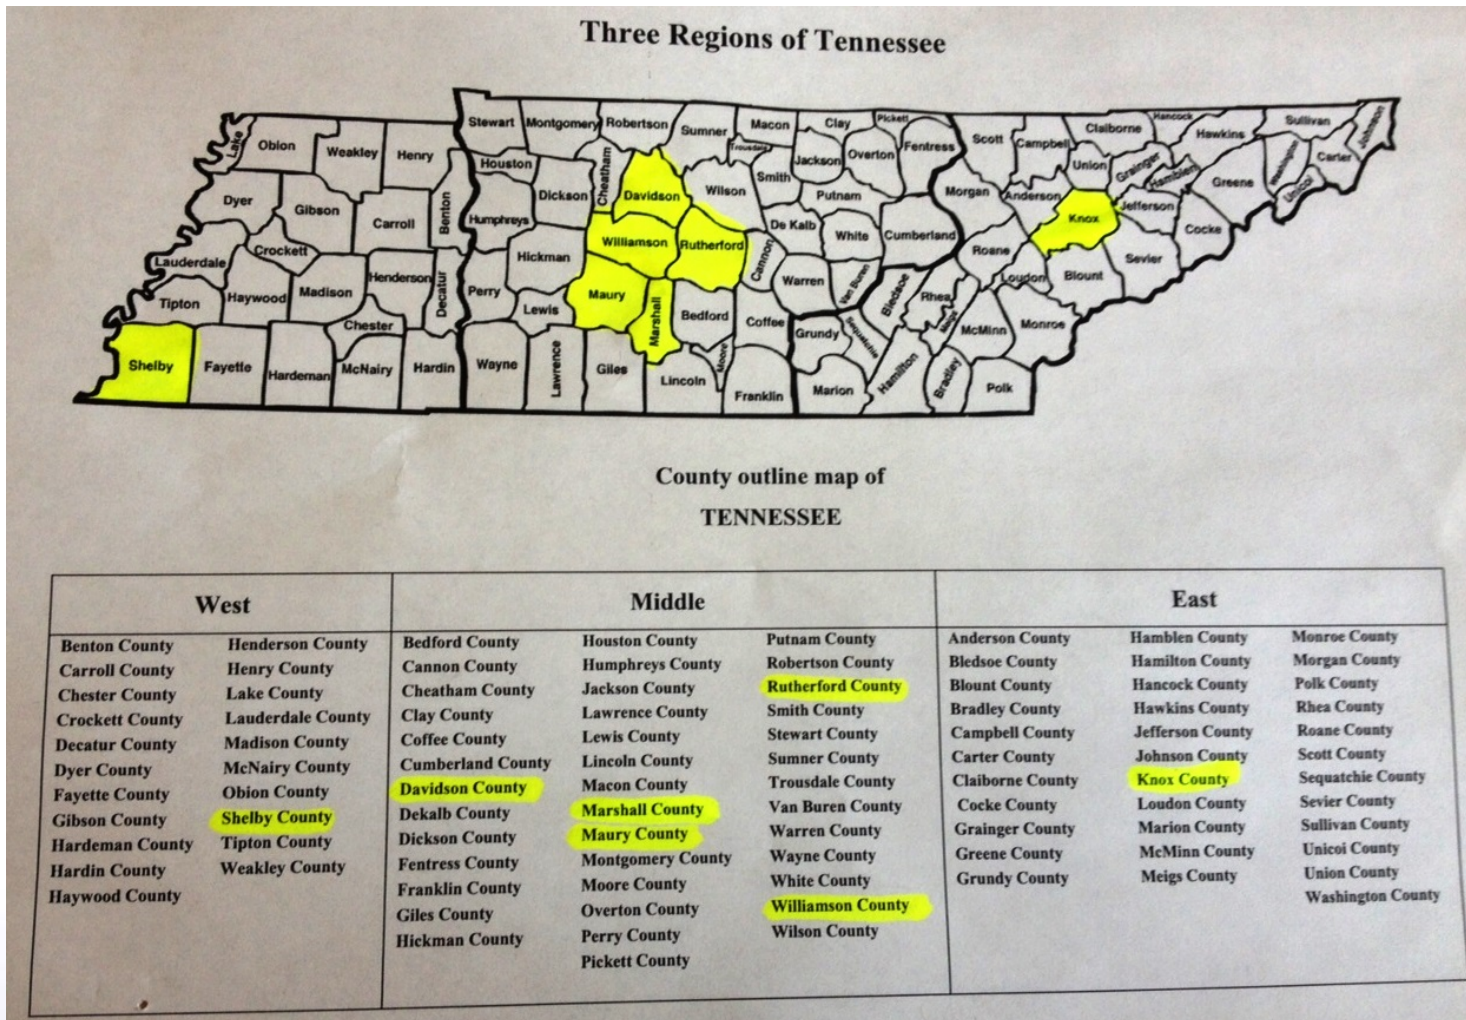 Three Regions of Tennessee
Stewart
Montgomery
Robertson
Sumner
Macon
Clay
Pickett
Lake
Obion
Weakley
Henry
Houston
Dickson
Cheatham
Davidson
Wilson
Trousdale
Smith
Jackson
Overton
Fentress
Scott
Campbell
Claiborne
Hancock
Hawkins
Sullivan
Johnson
Union
Grainger
Hamblen
Greene
Washington
Carter
Unicoi
Dyer
Gibson
Carroll
Benton
Humphreys
Hickman
Williamson
Rutherford
Cannon
De Kalb
Putnam
White
Cumberland
Morgan
Anderson
Knox
Jefferson
Cocke
Sevier
Roane
Loudon
Blount
Lauderdale
Crockett
Tipton
Haywood
Madison
Henderson
Decatur
Perry
Lewis
Maury
Marshall
Bedford
Coffee
Warren
Van Buren
Bledsoe
Rhea
Meigs
McMinn
Monroe
Shelby
Fayette
Hardeman
Chester
McNairy
Hardin
Wayne
Lawrence
Giles
Lincoln
Moore
Franklin
Grundy
Sequatchie
Marion
Hamilton
Bradley
Polk
County outline map of
TENNESSEE
West
Benton County
Carroll County
Chester County
Crockett County
Decatur County
Dyer County
Fayette County
Gibson County
Hardeman County
Hardin County
Haywood County
Henderson County
Henry County
Lake County
Lauderdale County
Madison County
McNairy County
Obion County
Shelby County
Tipton County
Weakley County
Middle
Bedford County
Cannon County
Cheatham County
Clay County
Coffee County
Cumberland County
Davidson County
Dekalb County
Dickson County
Fentress County
Franklin County
Giles County
Hickman County
Houston County
Humphreys County
Jackson County
Lawrence County
Lewis County
Lincoln County
Macon County
Marshall County
Maury County
Montgomery County
Moore County
Overton County
Perry County
Pickett County
Putnam County
Robertson County
Rutherford County
Smith County
Stewart County
Sumner County
Trousdale County
Van Buren County
Warren County
Wayne County
White County
Williamson County
Wilson County
East
Anderson County
Bledsoe County
Blount County
Bradley County
Campbell County
Carter County
Claiborne County
Cocke County
Grainger County
Greene County
Grundy County
Hamblen County
Hamilton County
Hancock County
Hawkins County
Jefferson County
Johnson County
Knox County
Loudon County
Marion County
McMinn County
Meigs County
Monroe County
Morgan County
Polk County
Rhea County
Roane County
Scott County
Sequatchie County
Sevier County
Sullivan County
Unicoi County
Union County
Washington County